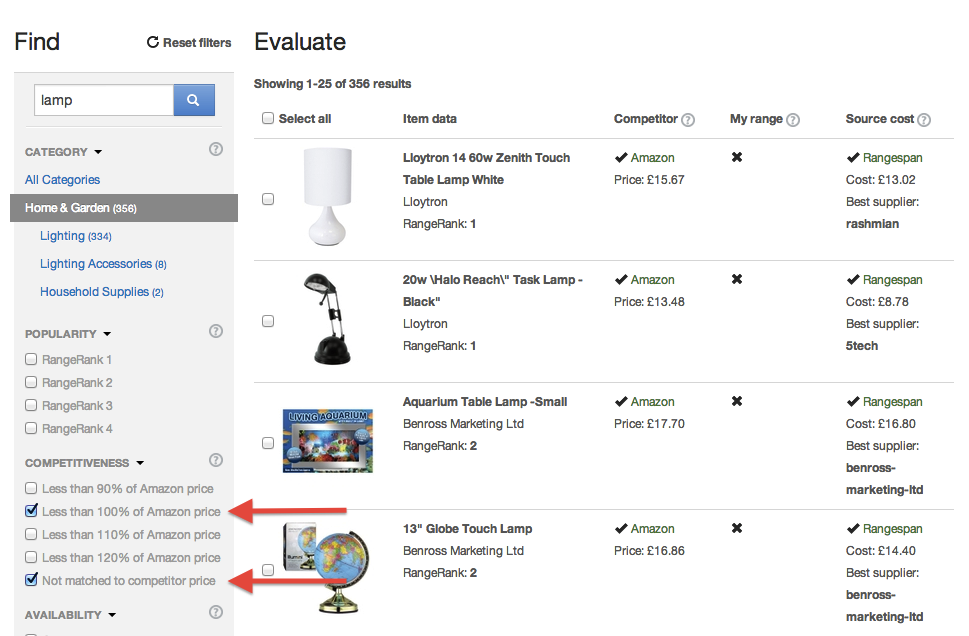 Find
Reset filters
lamp
CATEGORY
All Categories
Home & Garden (356)
Lighting (334)
Lighting Accessories (8)
Household Supplies (2)
POPULARITY
RangeRank 1
RangeRank 2
RangeRank 3
RangeRank 4
COMPETITIVENESS
Less than 90% of Amazon price
Less than 100% of Amazon price
Less than 110% of Amazon price
Less than 120% of Amazon price
Not matched to competitor price
AVAILABILITY
Evaluate
Showing 1-25 of 356 results
Select all
Item data
Competitor ?
My range ?
Source cost ?
Lloytron 14 60w Zenith Touch
Table Lamp White
Lloytron
RangeRank: 1
Amazon
Price: £15.67
Rangespan
Cost: £13.02
Best supplier:
rashmian
20w \Halo Reach\" Task Lamp -
Black"
Lloytron
RangeRank: 1
Amazon
Price: £13.48
Rangespan
Cost: £8.78
Best supplier:
5tech
LIVING AQUARIUM
Aquarium Table Lamp -Small
Benross Marketing Ltd
RangeRank: 2
Amazon
Price: £17.70
Rangespan
Cost: £16.80
Best supplier:
benross-
marketing-ltd
13" Globe Touch Lamp
Benross Marketing Ltd
RangeRank: 2
Amazon
Price: £16.86
Rangespan
Cost: £14.40
Best supplier:
benross-
marketing-ltd